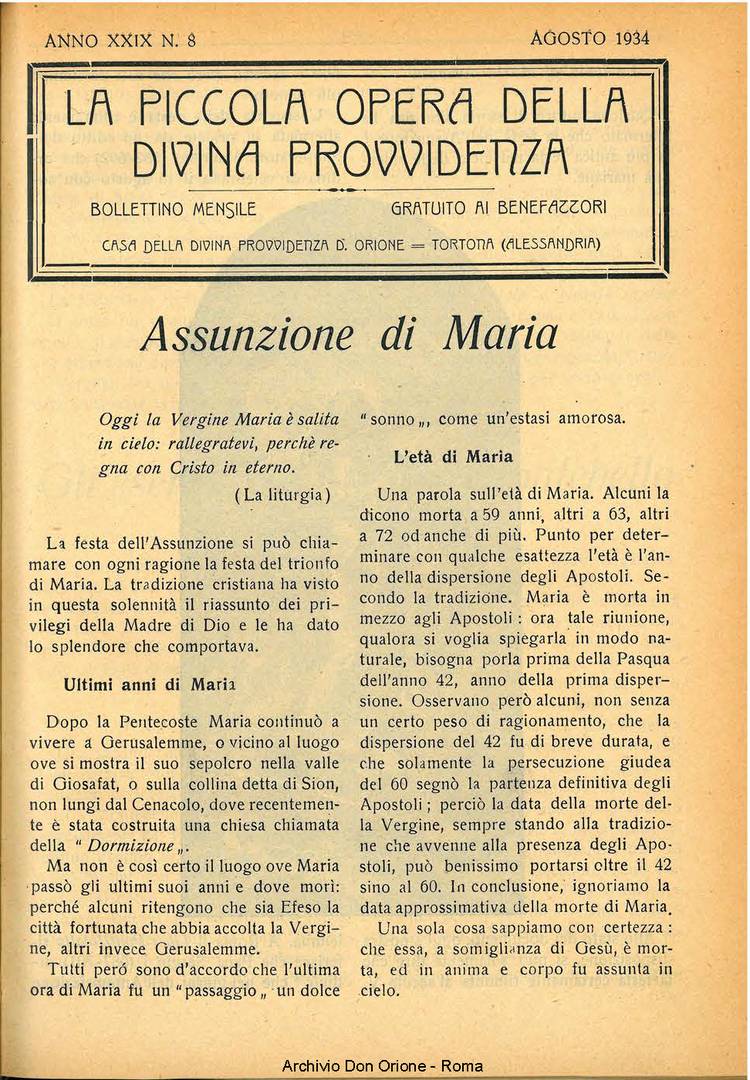 ANNO XXIX N. 8
AGOSTO 1934
LA PICCOLA OPERA DELLA
DIVINA PROVVIDENZA
BOLLETTINO MENSILE
GRATUITO AI BENEFAZZORI
CASA DELLA DIVINA PROVVIDENZA D. ORIONE = TORTONA (ALESSANDRIA)
Assunzione di Maria
Oggi la Vergine Maria è salita
in cielo: rallegratevi, perchè re-
gna con Cristo in eterno.
(La liturgia)
La festa dell'Assunzione si può chia-
mare con ogni ragione la festa del trionfo
di Maria. La tradizione cristiana ha visto
in questa solennità il riassunto dei pri-
vilegi della Madre di Dio e le ha dato
lo splendore che comportava.
Ultimi anni di Maria
Dopo la Pentecoste Maria continuò a
vivere a Gerusalemme, o vicino al luogo
ove si mostra il suo sepolcro nella valle
di Giosafat, o sulla collina detta di Sion,
non lungi dal Cenacolo, dove recentemen-
te è stata costruita una chiesa chiamata
della " Dormizione „.
Ma non è così certo il luogo ove Maria
passò gli ultimi suoi anni e dove morì:
perché alcuni ritengono che sia Efeso la
città fortunata che abbia accolta la Vergi-
ne, altri invece Gerusalemme.
Tutti peró sono d'accordo che l'ultima
ora di Maria fu un "passaggio „ un dolce
"sonno „, come un'estasi amorosa.
L'età di Maria
Una parola sull'età di Maria. Alcuni la
dicono morta a 59 anni, altri a 63, altri
a 72 od anche di più. Punto per deter-
minare con qualche esattezza l'età è l'an-
no della dispersione degli Apostoli. Se-
condo la tradizione. Maria è morta in
mezzo agli Apostoli : ora tale riunione,
qualora si voglia spiegarla in modo na-
turale, bisogna porla prima della Pasqua
dell'anno 42, anno della prima disper-
sione. Osservano però alcuni, non senza
un certo peso di ragionamento, che la
dispersione del 42 fu di breve durata, e
che solamente la persecuzione giudea
del 60 segnò la partenza definitiva degli
Apostoli ; perciò la data della morte del-
la Vergine, sempre stando alla tradizio-
ne che avvenne alla presenza degli Apo-
stoli, può benissimo portarsi oltre il 42
sino al 60. In conclusione, ignoriamo la
data approssimativa della morte di Maria.
Una sola cosa sappiamo con certezza :
che essa, a somiglianza di Gesù, è mor-
ta, ed in anima e corpo fu assunta in
cielo.
Archivio Don Orione - Roma